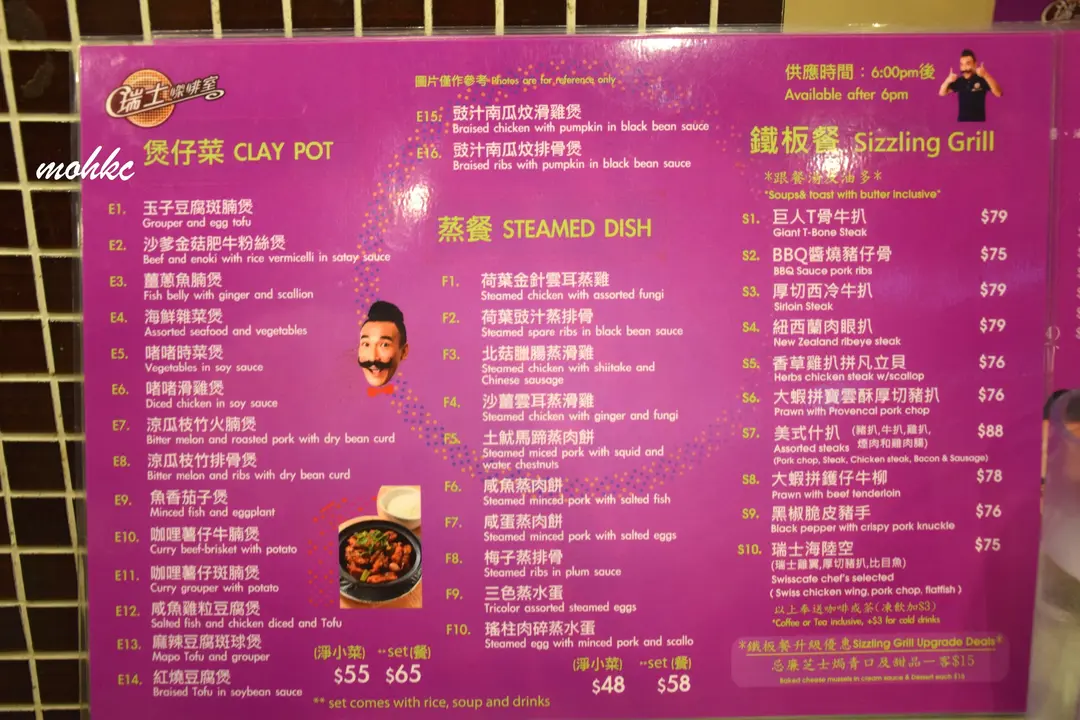 瑞士咖啡室
mohkc
煲仔菜 CLAY POT
E1. 玉子豆腐斑腩煲
Grouper and egg tofu
E2. 沙爹金菇肥牛粉絲煲
Beef and enoki with rice vermicelli in satay sauce
E3. 薑蔥魚腩煲
Fish belly with ginger and scallion
E4. 海鮮雜菜煲
Assorted seafood and vegetables
E5. 啫啫時菜煲
Vegetables in soy sauce
E6. 啫啫滑雞煲
Diced chicken in soy sauce
E7. 涼瓜枝竹火腩煲
Bitter melon and roasted pork with dry bean curd
E8. 涼瓜枝竹排骨煲
Bitter melon and ribs with dry bean curd
E9. 魚香茄子煲
Minced fish and eggplant
E10. 咖哩薯仔牛腩煲
Curry beef-brisket with potato
E11. 咖哩薯仔斑腩煲
Curry grouper with potato
E12. 咸魚雞粒豆腐煲
Salted fish and chicken diced and Tofu
E13. 麻辣豆腐斑球煲
Mapo Tofu and grouper
E14. 紅燒豆腐煲
Braised Tofu in soybean sauce
(淨小菜) **set(餐)
$55 $65
** set comes with rice, soup and drinks
圖片僅作參考 Photos are for reference only
E15. 豉汁南瓜炆滑雞煲
Braised chicken with pumpkin in black bean sauce
E16. 豉汁南瓜炆排骨煲
Braised ribs with pumpkin in black bean sauce
蒸餐 STEAMED DISH
F1. 荷葉金針雲耳蒸雞
Steamed chicken with assorted fungi
F2. 荷葉豉汁蒸排骨
Steamed spare ribs in black bean sauce
F3. 北菇臘腸蒸滑雞
Steamed chicken with shiitake and
Chinese sausage
F4. 沙薑雲耳蒸滑雞
Steamed chicken with ginger and fungi
F5. 土魷馬蹄蒸肉餅
Steamed miced pork with squid and
water chestnuts
F6. 咸魚蒸肉餅
Steamed minced pork with salted fish
F7. 咸蛋蒸肉餅
Steamed minced pork with salted eggs
F8. 梅子蒸排骨
Steamed ribs in plum sauce
F9. 三色蒸水蛋
Tricolor assorted steamed eggs
F10. 瑤柱肉碎蒸水蛋
Steamed egg with minced pork and scallo
(淨小菜) **set (餐)
$48 $58
供應時間：6:00pm後
Available after 6pm
鐵板餐 Sizzling Grill
*跟餐湯及油多*
"Soups& toast with butter inclusive"
S1. 巨人T骨牛扒 $79
Giant T-Bone Steak
S2. BBQ醬燒豬仔骨 $75
BBQ Sauce pork ribs
S3. 厚切西冷牛扒 $79
Sirloin Steak
S4. 紐西蘭肉眼扒 $79
New Zealand ribeye steak
S5. 香草雞扒拼凡立貝 $76
Herbs chicken steak w/scallop
S6. 大蝦拼寶雲酥厚切豬扒 $76
Prawn with Provencal pork chop
S7. 美式什扒 (豬扒,牛扒,雞扒,煙肉和雞肉腸) $88
Assorted steaks
(Pork chop, Steak, Chicken steak, Bacon & Sausage)
S8. 大蝦拼鑊仔牛柳 $78
Prawn with beef tenderloin
S9. 黑椒脆皮豬手 $76
Black pepper with crispy pork knuckle
S10. 瑞士海陸空 $75
(瑞士雞翼,厚切豬扒,比目魚)
Swisscafe chef's selected
( Swiss chicken wing, pork chop, flatfish )
以上奉送咖啡或茶(凍飲加$3)
*Coffee or Tea inclusive, +$3 for cold drinks
*鐵板餐升級優惠Sizzling Grill Upgrade Deals*
忌廉芝士焗青口及甜品一客$15
Baked cheese mussels in cream sauce & Dessert each $15